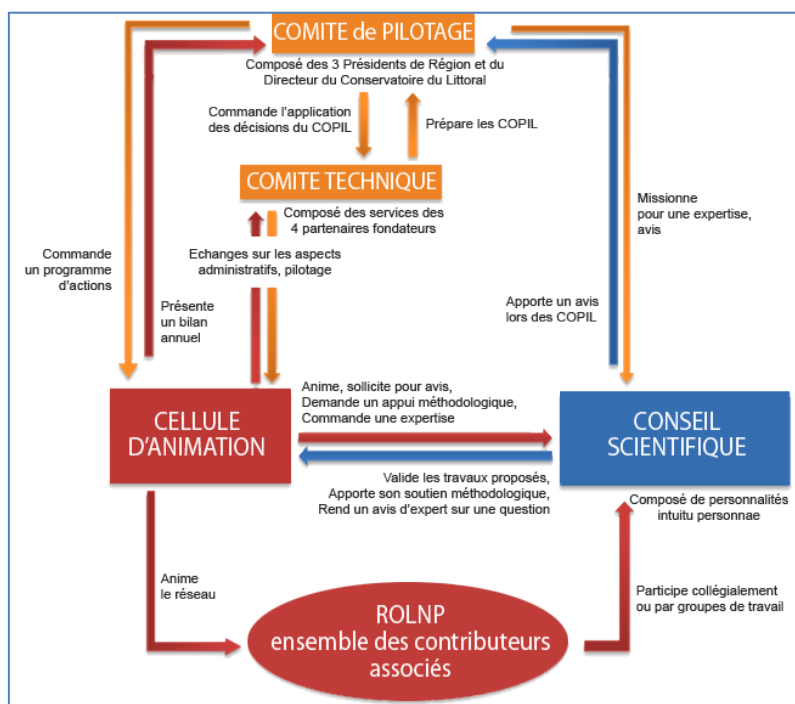 COMITE de PILOTAGE
Composé des 3 Présidents de Région et du
Directeur du Conservatoire du Littoral
Commande l'application
des décisions du COPIL
Prépare les COPIL
COMITE TECHNIQUE
Composé des services des
4 partenaires fondateurs
Echanges sur les aspects
administratifs, pilotage
Missionne
pour une expertise,
avis
Commande
un programme
d'actions
Présente
un bilan
annuel
Apporte un avis
lors des COPIL
CELLULE
D'ANIMATION
Anime, sollicite pour avis,
Demande un appui méthodologique,
Commande une expertise
CONSEIL
SCIENTIFIQUE
Valide les travaux proposés,
Apporte son soutien méthodologique,
Rend un avis d'expert sur une question
Composé de personnalités
intuitu personnae
Anime
le réseau
Participe collégialement
ou par groupes de travail
ROLNP
ensemble des contributeurs
associés